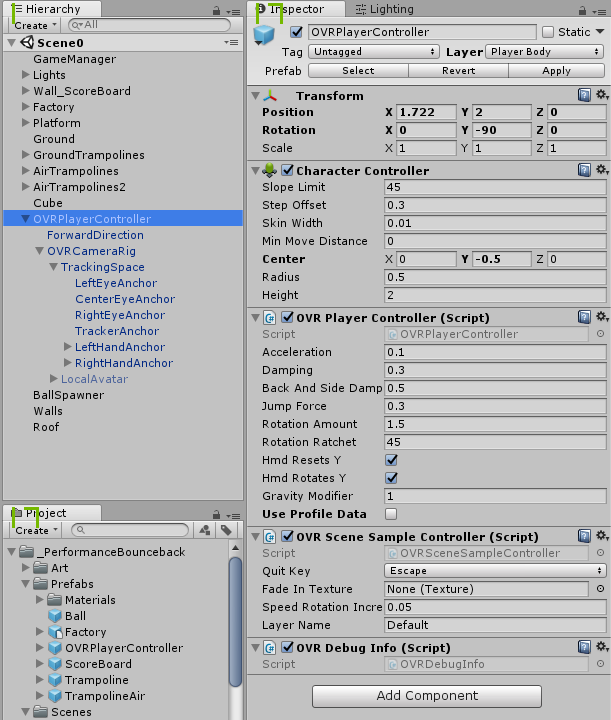 Hierarchy
Create
All
Scene0
GameManager
Lights
Wall_ScoreBoard
Factory
Platform
Ground
GroundTrampolines
AirTrampolines
AirTrampolines2
Cube
OVRPlayerController
ForwardDirection
OVRCameraRig
TrackingSpace
LeftEyeAnchor
CenterEyeAnchor
RightEyeAnchor
TrackerAnchor
LeftHandAnchor
RightHandAnchor
LocalAvatar
BallSpawner
Walls
Roof
Project
Create
_PerformanceBounceback
Art
Prefabs
Materials
Ball
Factory
OVRPlayerController
ScoreBoard
Trampoline
TrampolineAir
Scenes
Inspector Lighting
OVRPlayerController Static
Tag Untagged Layer Player Body
Prefab Select Revert Apply
Transform
Position X 1.722 Y 2 Z 0
Rotation X 0 Y -90 Z 0
Scale X 1 Y 1 Z 1
Character Controller
Slope Limit 45
Step Offset 0.3
Skin Width 0.01
Min Move Distance 0
Center X 0 Y -0.5 Z 0
Radius 0.5
Height 2
OVR Player Controller (Script)
Script OVRPlayerController
Acceleration 0.1
Damping 0.3
Back And Side Damp 0.5
Jump Force 0.3
Rotation Amount 1.5
Rotation Ratchet 45
Hmd Resets Y
Hmd Rotates Y
Gravity Modifier 1
Use Profile Data
OVR Scene Sample Controller (Script)
Script OVRSceneSampleController
Quit Key Escape
Fade In Texture None (Texture)
Speed Rotation Incre 0.05
Layer Name Default
OVR Debug Info (Script)
Script OVRDebugInfo
Add Component